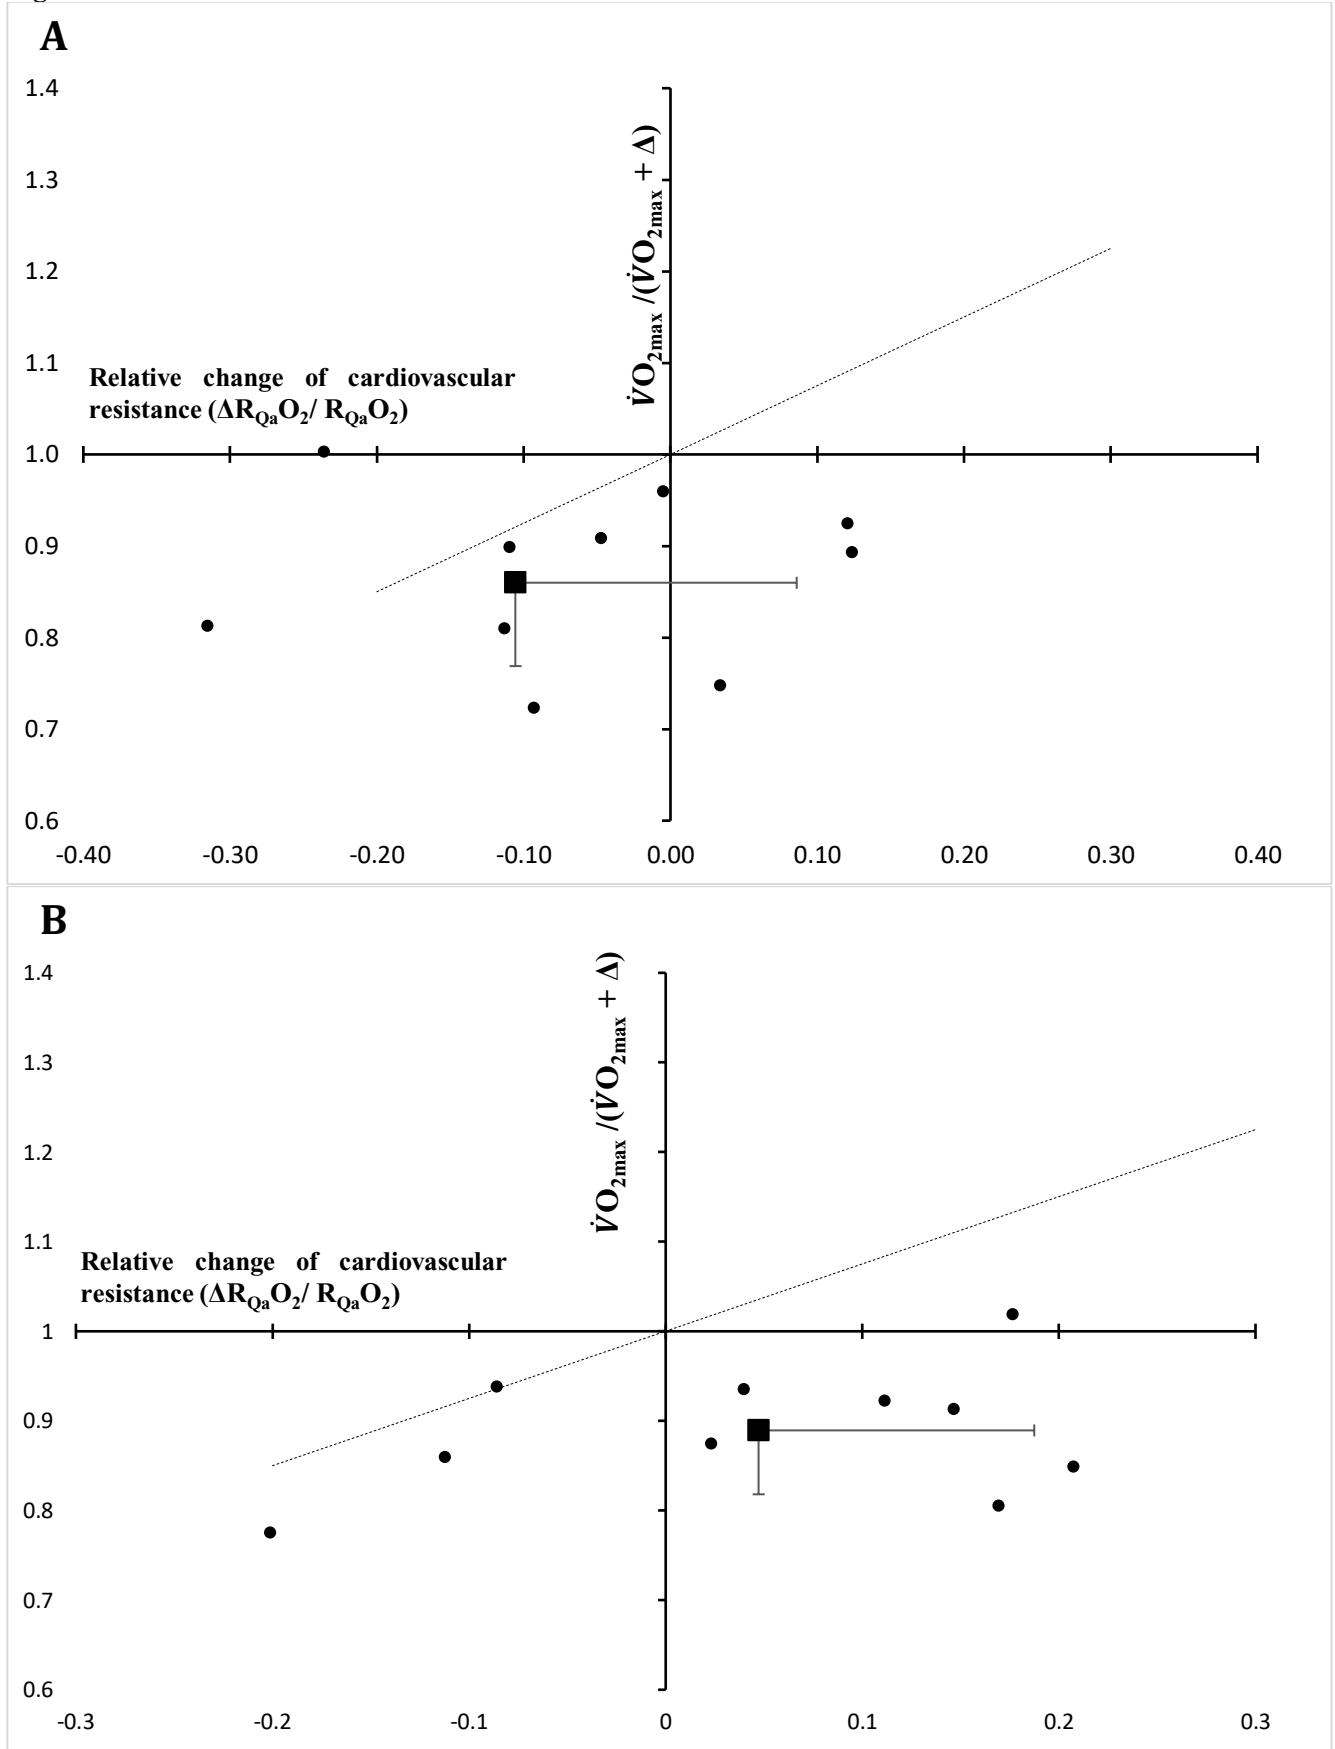 A
1.4
1.3
1.2
1.1
1.0
0.9
0.8
0.7
0.6
V̇O2max /(V̇O2max + Δ)
Relative change of cardiovascular
resistance (ΔRQaO2/ RQaO2)
-0.40 -0.30 -0.20 -0.10 0.00 0.10 0.20 0.30 0.40
B
1.4
1.3
1.2
1.1
1
0.9
0.8
0.7
0.6
V̇O2max /(V̇O2max + Δ)
Relative change of cardiovascular
resistance (ΔRQaO2/ RQaO2)
-0.3 -0.2 -0.1 0 0.1 0.2 0.3